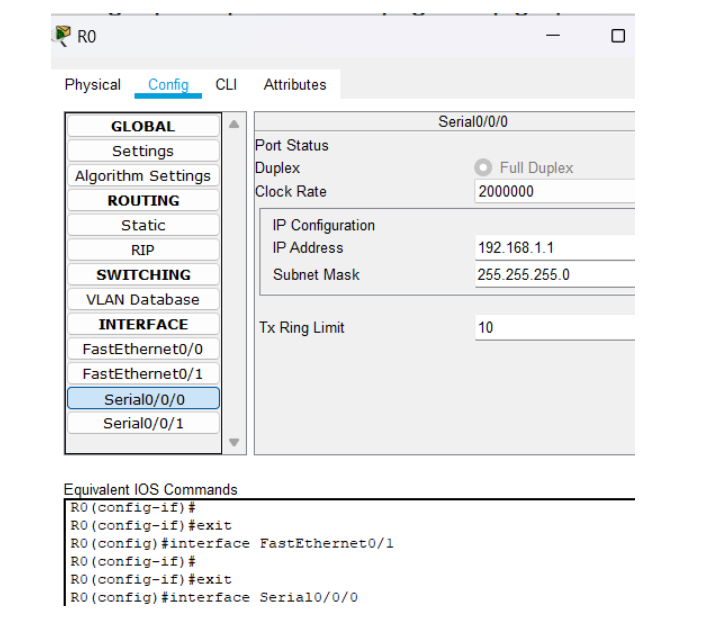 R0
Physical Config CLI Attributes
GLOBAL
Settings
Algorithm Settings
ROUTING
Static
RIP
SWITCHING
VLAN Database
INTERFACE
FastEthernet0/0
FastEthernet0/1
Serial0/0/0
Serial0/0/1
Serial0/0/0
Port Status
Duplex Full Duplex
Clock Rate 2000000
IP Configuration
IP Address 192.168.1.1
Subnet Mask 255.255.255.0
Tx Ring Limit 10
Equivalent IOS Commands
R0(config-if)#
R0(config-if)#exit
R0(config)#interface FastEthernet0/1
R0(config-if)#
R0(config-if)#exit
R0(config)#interface Serial0/0/0